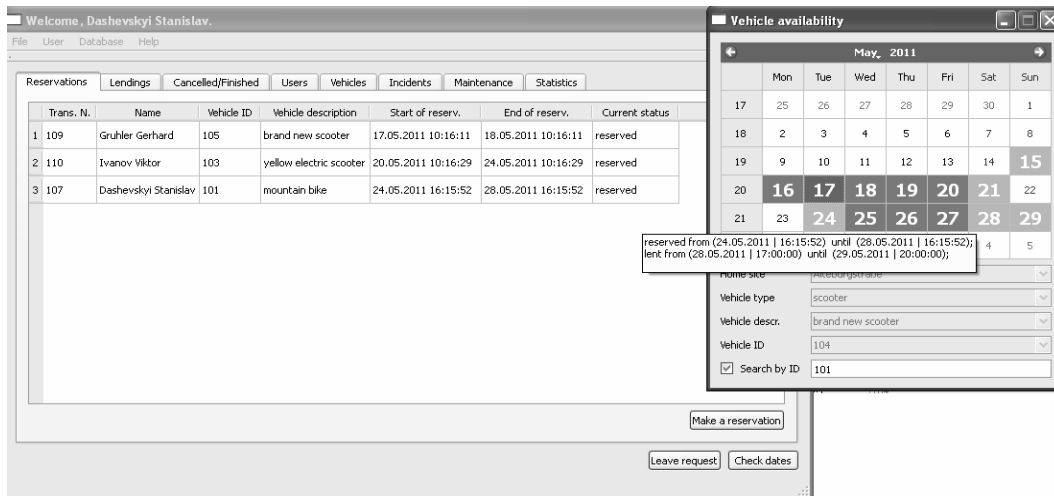 Welcome, Dashevskyi Stanislav.
File User Database Help
Reservations Lendings Cancelled/Finished Users Vehicles Incidents Maintenance Statistics
Trans. N. Name Vehicle ID Vehicle description Start of reserv. End of reserv. Current status
1 109 Gruhler Gerhard 105 brand new scooter 17.05.2011 10:16:11 18.05.2011 10:16:11 reserved
2 110 Ivanov Viktor 103 yellow electric scooter 20.05.2011 10:16:29 24.05.2011 10:16:29 reserved
3 107 Dashevskyi Stanislav 101 mountain bike 24.05.2011 16:15:52 28.05.2011 16:15:52 reserved
Make a reservation
Leave request Check dates
Vehicle availability
May, 2011
Mon Tue Wed Thu Fri Sat Sun
17 25 26 27 28 29 30 1
18 2 3 4 5 6 7 8
19 9 10 11 12 13 14 15
20 16 17 18 19 20 21 22
21 23 24 25 26 27 28 29
4 5
reserved from (24.05.2011 | 16:15:52) until (28.05.2011 | 16:15:52);
lent from (28.05.2011 | 17:00:00) until (29.05.2011 | 20:00:00);
Home site Alteburgstraße
Vehicle type scooter
Vehicle descr. brand new scooter
Vehicle ID 104
Search by ID 101